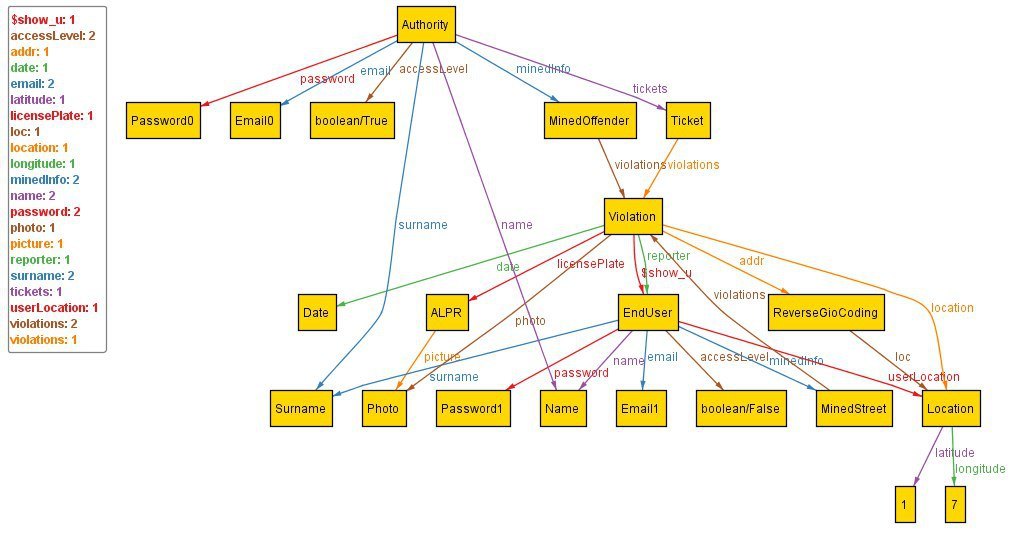 $show_u: 1
accessLevel: 2
addr: 1
date: 1
email: 2
latitude: 1
licensePlate: 1
loc: 1
location: 1
longitude: 1
minedInfo: 2
name: 2
password: 2
photo: 1
picture: 1
reporter: 1
surname: 2
tickets: 1
userLocation: 1
violations: 2
violations: 1
Authority
password
email
accessLevel
minedInfo
tickets
Password0
Email0
boolean/True
MinedOffender
Ticket
violations
violations
Violation
surname
name
date
licensePlate
reporter
$show_u
addr
violations
location
Date
ALPR
EndUser
ReverseGioCoding
photo
picture
surname
password
name
email
accessLevel
minedInfo
loc
userLocation
Surname
Photo
Password1
Name
Email1
boolean/False
MinedStreet
Location
latitude
longitude
1
7